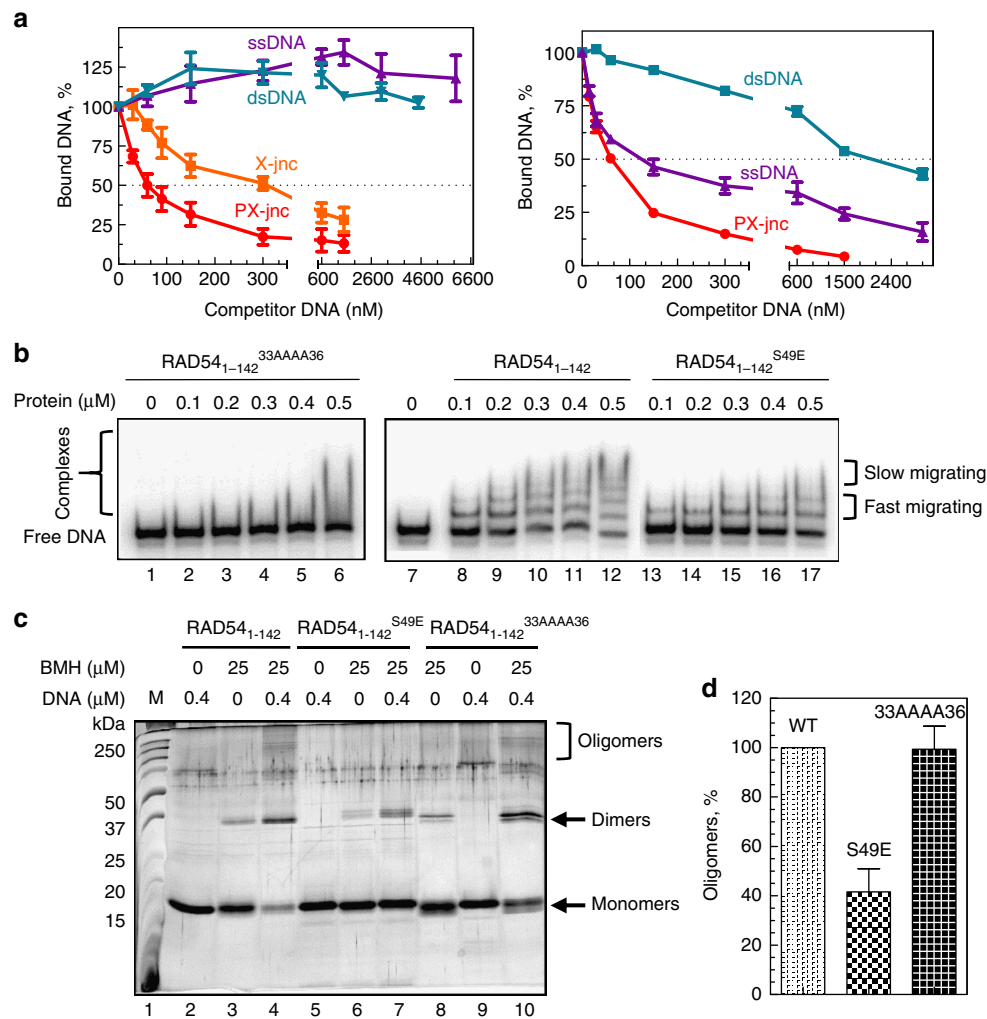 a
Bound DNA, %
125
100
75
50
25
0
ssDNA
dsDNA
X-jnc
PX-jnc
0 100 200 300 600 2600 4600 6600
Competitor DNA (nM)
Bound DNA, %
100
75
50
25
0
dsDNA
ssDNA
PX-jnc
0 100 200 300 600 1500 2400
Competitor DNA (nM)
b
RAD54₁₋₁₄₂³³ᴬᴬᴬᴬ³⁶ RAD54₁₋₁₄₂ RAD54₁₋₁₄₂ˢ⁴⁹ᴱ
Protein (μM) 0 0.1 0.2 0.3 0.4 0.5 0 0.1 0.2 0.3 0.4 0.5 0.1 0.2 0.3 0.4 0.5
Complexes
Free DNA
Slow migrating
Fast migrating
1 2 3 4 5 6 7 8 9 10 11 12 13 14 15 16 17
c
RAD54₁₋₁₄₂ RAD54₁₋₁₄₂ˢ⁴⁹ᴱ RAD54₁₋₁₄₂³³ᴬᴬᴬᴬ³⁶
BMH (μM) 0 25 25 0 25 25 25 0 25
DNA (μM) M 0.4 0 0.4 0.4 0 0.4 0 0.4 0.4
kDa
250
50
37
25
20
15
Oligomers
Dimers
Monomers
1 2 3 4 5 6 7 8 9 10
d
Oligomers, %
120
100
80
60
40
20
0
WT
S49E
33AAAA36